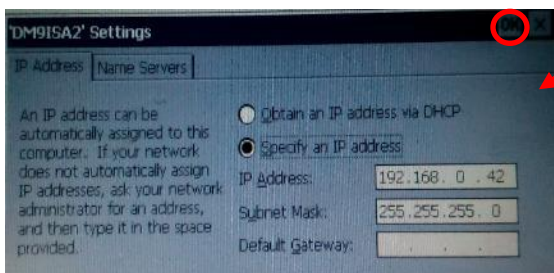 'DM9ISA2' Settings OK ×
IP Address Name Servers
An IP address can be
automatically assigned to this
computer. If your network
does not automatically assign
IP addresses, ask your network
administrator for an address,
and then type it in the space
provided.
Obtain an IP address via DHCP
Specify an IP address
IP Address: 192.168. 0 .42
Subnet Mask: 255.255.255. 0
Default Gateway: . . .